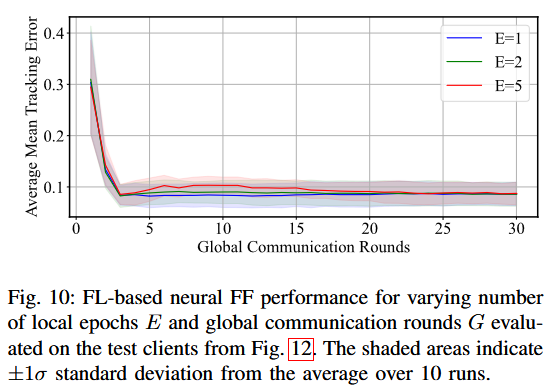 0.4
0.3
0.2
0.1
Average Mean Tracking Error
E=1
E=2
E=5
0 5 10 15 20 25 30
Global Communication Rounds
Fig. 10: FL-based neural FF performance for varying number
of local epochs E and global communication rounds G evalu-
ated on the test clients from Fig. 12. The shaded areas indicate
±1σ standard deviation from the average over 10 runs.